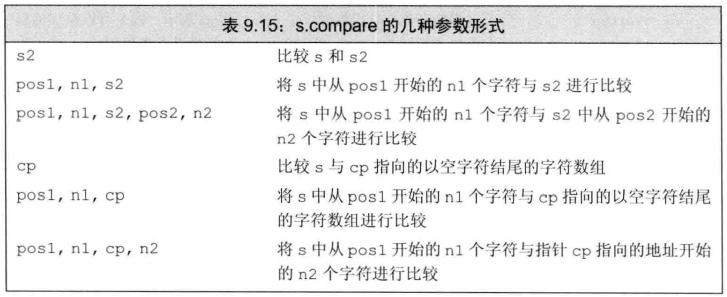 表 9.15：s.compare 的几种参数形式
s2 比较 s 和 s2
pos1, n1, s2 将 s 中从 pos1 开始的 n1 个字符与 s2 进行比较
pos1, n1, s2, pos2, n2 将 s 中从 pos1 开始的 n1 个字符与 s2 中从 pos2 开始的
n2 个字符进行比较
cp 比较 s 与 cp 指向的以空字符结尾的字符数组
pos1, n1, cp 将 s 中从 pos1 开始的 n1 个字符与 cp 指向的以空字符结尾
的字符数组进行比较
pos1, n1, cp, n2 将 s 中从 pos1 开始的 n1 个字符与指针 cp 指向的地址开始
的 n2 个字符进行比较